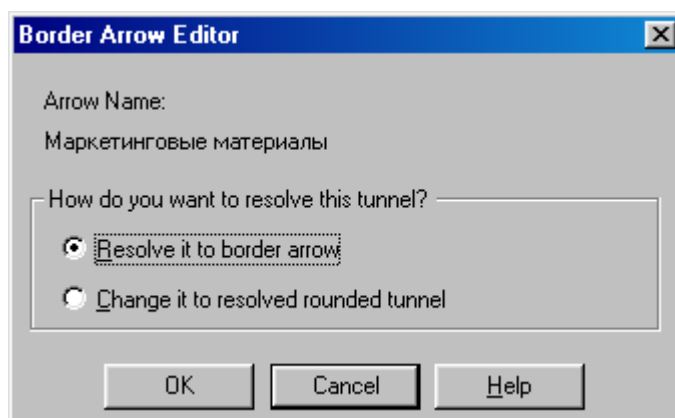 Border Arrow Editor
Arrow Name:
Маркетинговые материалы
How do you want to resolve this tunnel?
Resolve it to border arrow
Change it to resolved rounded tunnel
OK Cancel Help